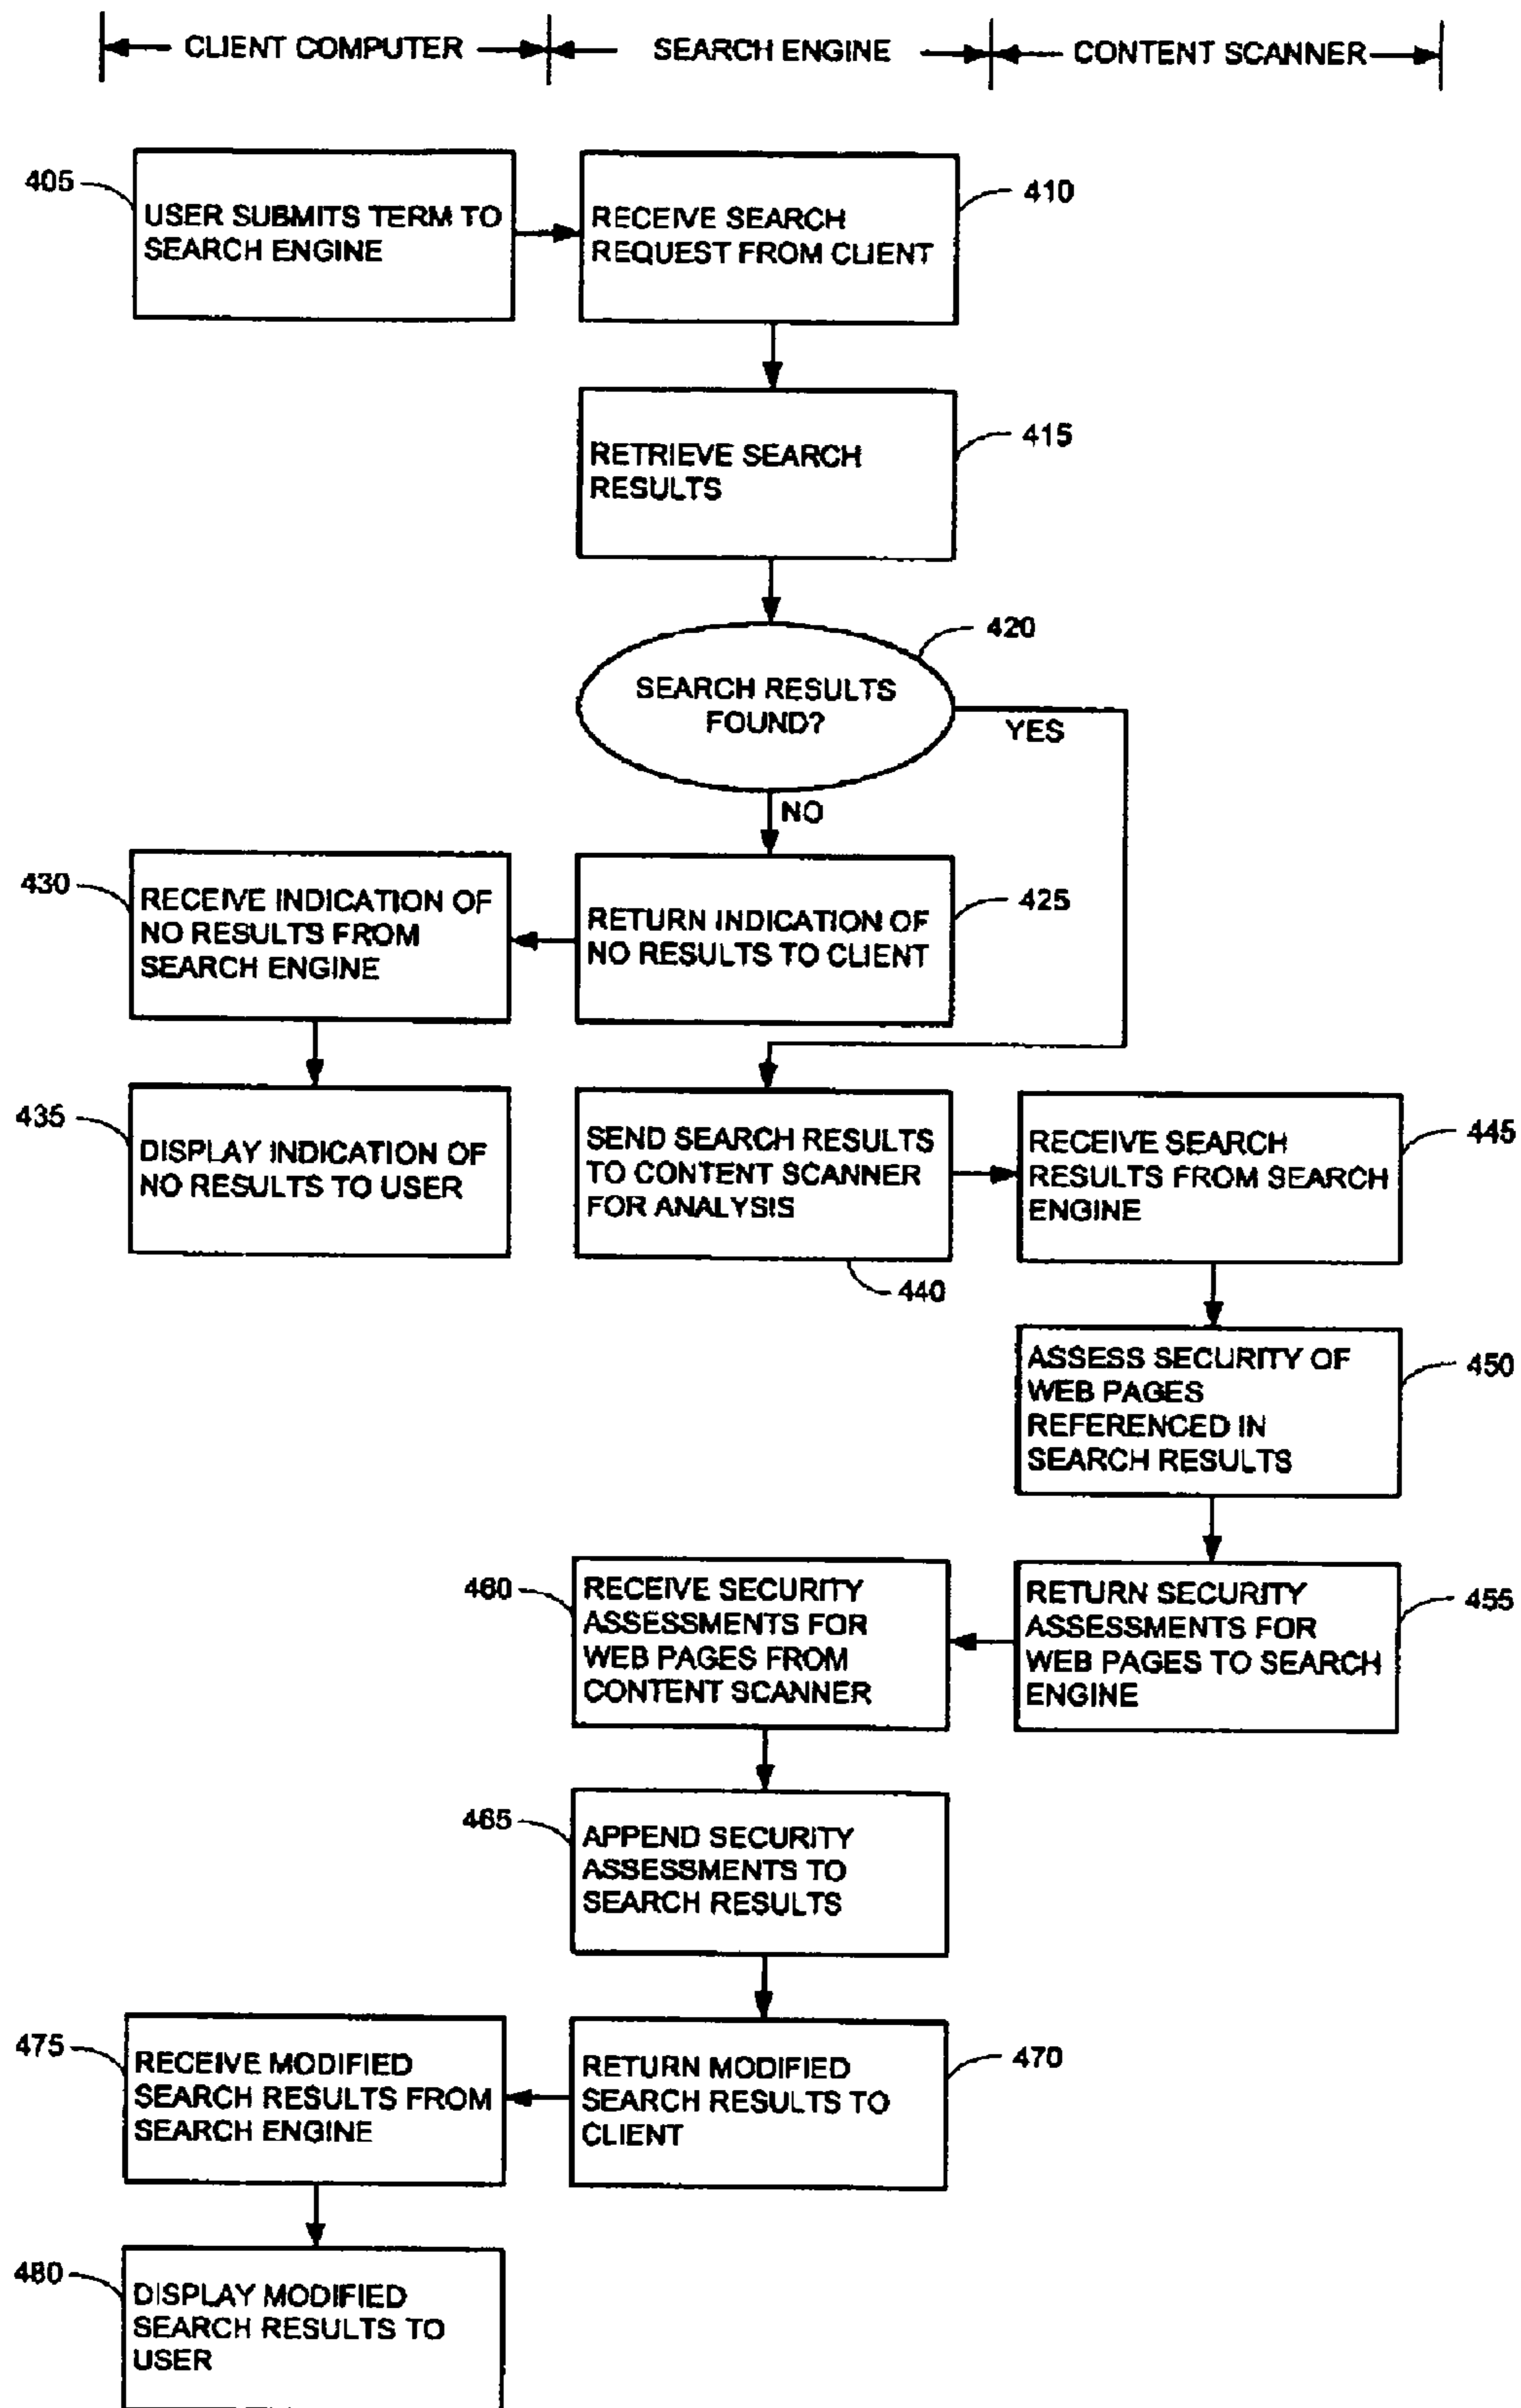 CLIENT COMPUTER SEARCH ENGINE CONTENT SCANNER
405
USER SUBMITS TERM TO
SEARCH ENGINE
RECEIVE SEARCH
REQUEST FROM CLIENT
410
RETRIEVE SEARCH
RESULTS
415
420
SEARCH RESULTS
FOUND?
YES
NO
430
RECEIVE INDICATION OF
NO RESULTS FROM
SEARCH ENGINE
RETURN INDICATION OF
NO RESULTS TO CLIENT
425
435
DISPLAY INDICATION OF
NO RESULTS TO USER
SEND SEARCH RESULTS
TO CONTENT SCANNER
FOR ANALYSIS
440
RECEIVE SEARCH
RESULTS FROM SEARCH
ENGINE
445
ASSESS SECURITY OF
WEB PAGES
REFERENCED IN
SEARCH RESULTS
450
RETURN SECURITY
ASSESSMENTS FOR
WEB PAGES TO SEARCH
ENGINE
455
460
RECEIVE SECURITY
ASSESSMENTS FOR
WEB PAGES FROM
CONTENT SCANNER
465
APPEND SECURITY
ASSESSMENTS TO
SEARCH RESULTS
RETURN MODIFIED
SEARCH RESULTS TO
CLIENT
470
475
RECEIVE MODIFIED
SEARCH RESULTS FROM
SEARCH ENGINE
480
DISPLAY MODIFIED
SEARCH RESULTS TO
USER